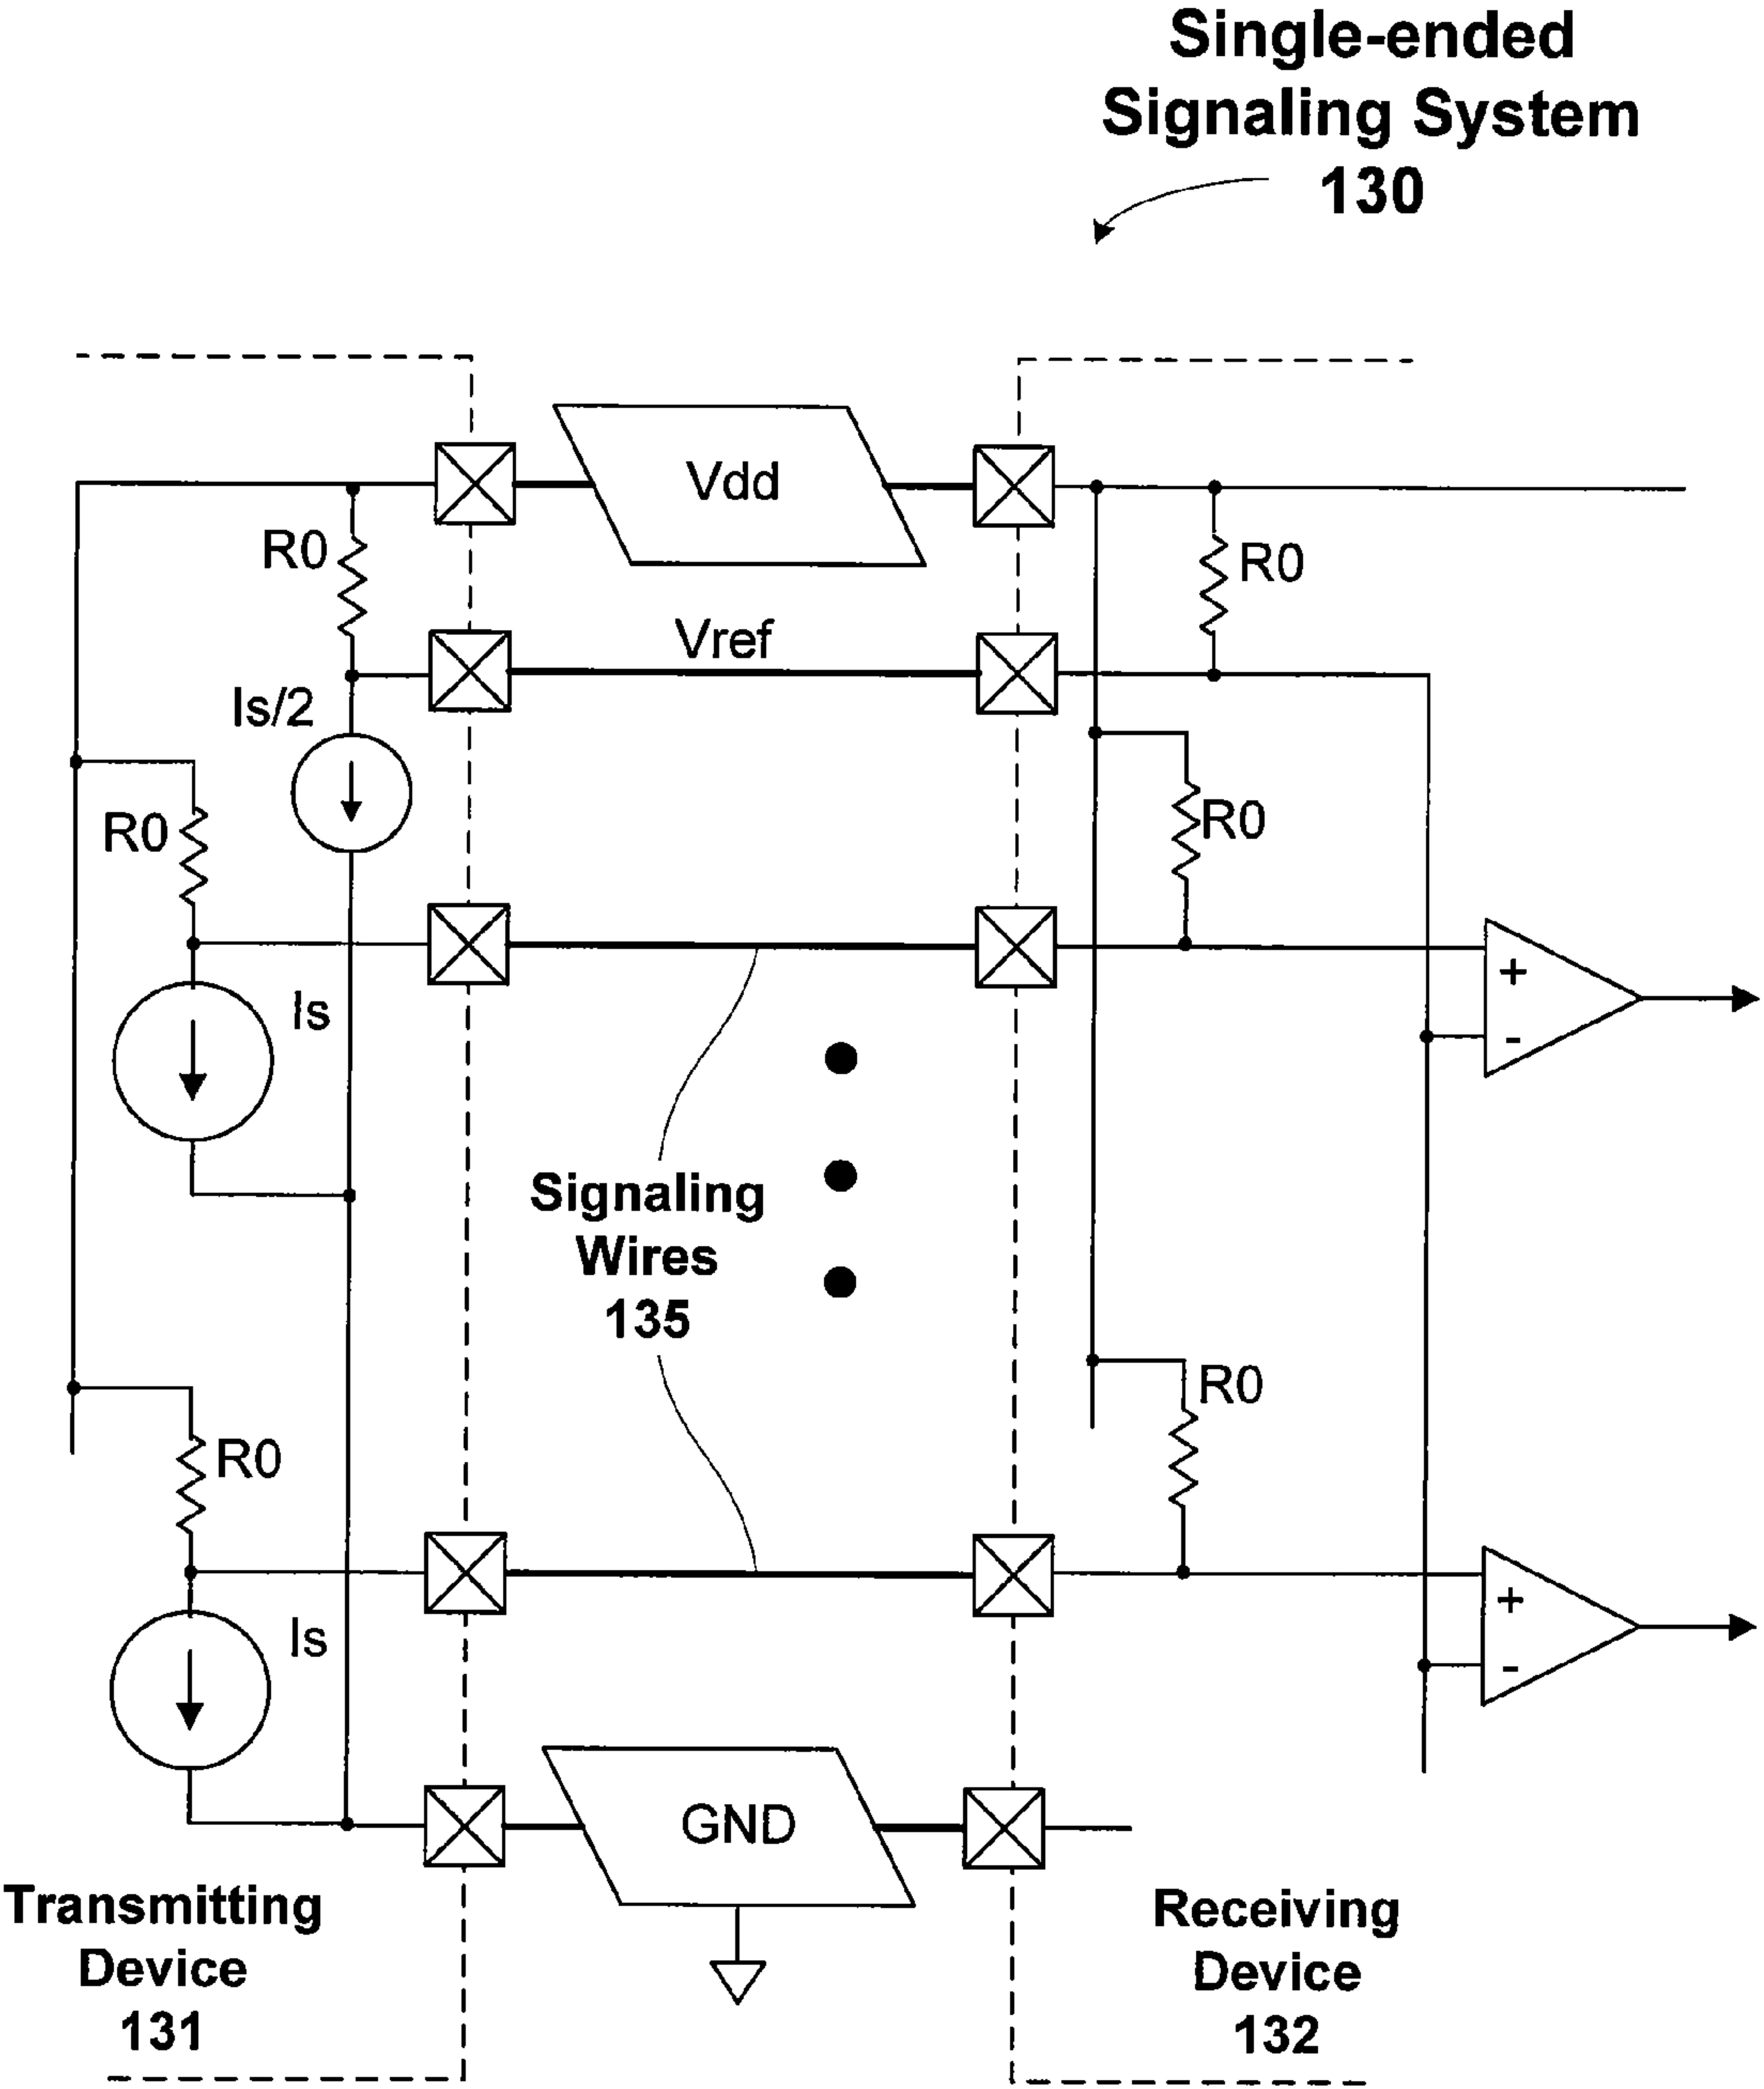 Single-ended
Signaling System
130
Vdd
R0
R0
Vref
Is/2
R0
R0
Is
+
-
Signaling
Wires
135
R0
R0
Is
+
-
GND
Transmitting
Device
131
Receiving
Device
132